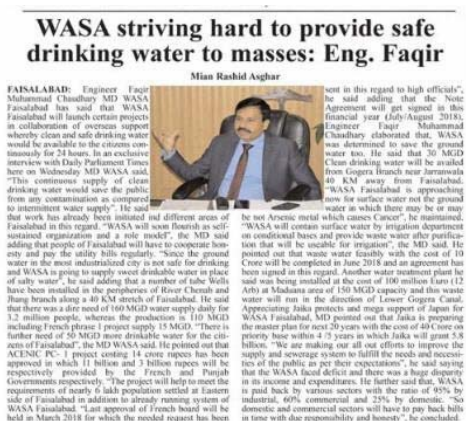 WASA striving hard to provide safe
drinking water to masses: Eng. Faqir
Mian Rashid Asghar
FAISALABAD: Engineer Faqir
Muhammad Chaudhary MD WASA
Faisalabad has said that WASA
Faisalabad will launch certain projects
in collaboration of overseas support
whereby clean and safe drinking water
would be available to the citizens con-
tinuously for 24 hours. In an exclusive
interview with Daily Parliament Times
here on Wednesday MD WASA said,
"This continuous supply of clean
drinking water would save the public
from any contamination as compared
to intermittent water supply". He said
that work has already been initiated ind different areas of
Faisalabad in this regard. "WASA will soon flourish as self-
sustained organization and a role model", the MD said
adding that people of Faisalabad will have to cooperate hon-
esty and pay the utility bills regularly. "Since the ground
water in the most industrialized city is not safe for drinking
and WASA is going to supply sweet drinkable water in place
of salty water", he said adding that a number of Tube Wells
have been installed in the peripheries of River Chenab and
Jhang branch along a 40 KM stretch of Faisalabad. He said
that there was a dire need of 160 MGD water supply daily for
3.2 million people, whereas the production is 110 MGD
including French phrase 1 project supply 15 MGD. "There is
further need of 50 MGD more drinkable water for the citi-
zens of Faisalabad", the MD WASA said. He pointed out that
ACENIC PC- 1 project costing 14 crore rupees has been
approved in which 11 billion and 3 billion rupees will be
respectively provided by the French and Punjab
Governments respectively. "The project will help to meet the
requirements of nearly 6 lakh population settled at Eastern
side of Faisalabad in addition to already running system of
WASA Faisalabad. "Last approval of French board will be
held in March 2018 for which the needed request has been
sent in this regard to high officials",
he said adding that the Note
Agreement will get signed in this
financial year (July/August 2018),
Engineer Faqir Muhammad
Chaudhary elaborated that, WASA
was determined to save the ground
water too. He said that 30 MGD
Clean drinking water will be availed
from Gogera Branch near Jarranwala
40 KM away from Faisalabad.
"WASA Faisalabad is approaching
now for surface water not the ground
water in which there may be or may
be not Arsenic metal which causes Cancer", he maintained.
"WASA will contain surface water by irrigation department
on conditional bases and provide waste water after purifica-
tion that will be useable for irrigation", the MD said. He
pointed out that waste water feasibly with the cost of 10
Crore will be completed in June 2018 and an agreement has
been signed in this regard. Another water treatment plant he
said was being installed at the cost of 100 million Euro (12
Arb) at Maduana area of 150 MGD capacity and this waste
water will run in the direction of Lower Gogera Canal.
Appreciating Jaika protects and mega support of Japan for
WASA Faisalabad, MD pointed out that Jaika is preparing
the master plan for next 20 years with the cost of 40 Crore on
priority base within 4 ½ years in which Jaika will grant 5.8
billion. "We are making our all out efforts to improve the
supply and sewerage system to fulfill the needs and necessi-
ties of the public as per their expectations", he said saying
that the WASA faced deficit and there was a huge disparity
in its income and expenditures. He further said that, WASA
is paid back by various sectors with the ratio of 95% by
industrial, 60% commercial and 25% by domestic. "So
domestic and commercial sectors will have to pay back bills
in time with due responsibility and honesty", he concluded.